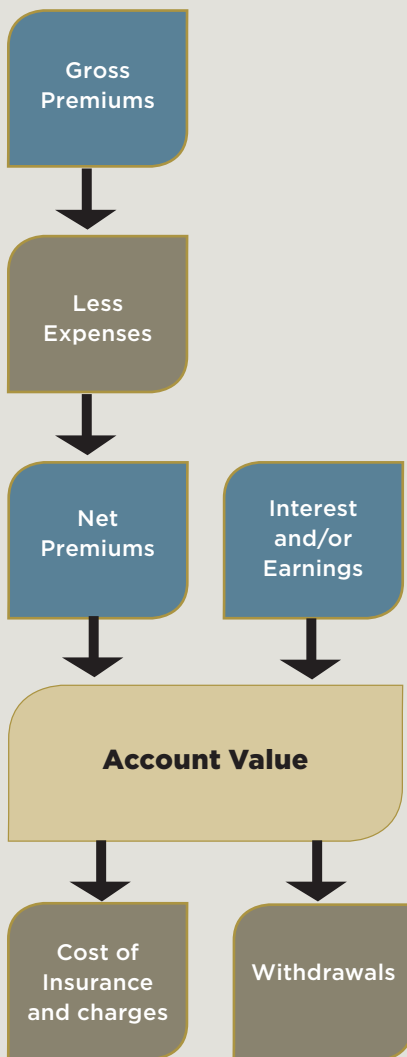 Gross
Premiums
Less
Expenses
Net
Premiums
Interest
and/or
Earnings
Account Value
Cost of
Insurance
and charges
Withdrawals